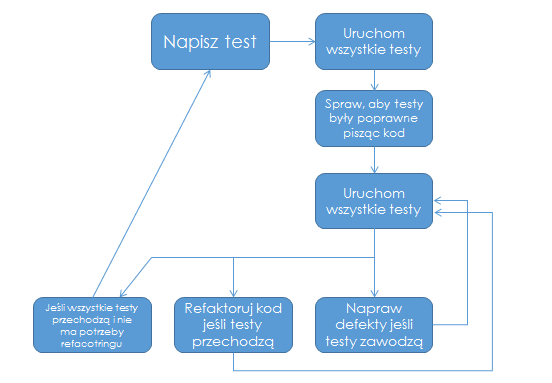 Napisz test
Uruchom
wszystkie testy
Spraw, aby testy
były poprawne
pisząc kod
Uruchom
wszystkie testy
Jeśli wszystkie testy
przechodzą i nie
ma potrzeby
refacotringu
Refaktoruj kod
jeśli testy
przechodzą
Napraw
defekty jeśli
testy zawodzą